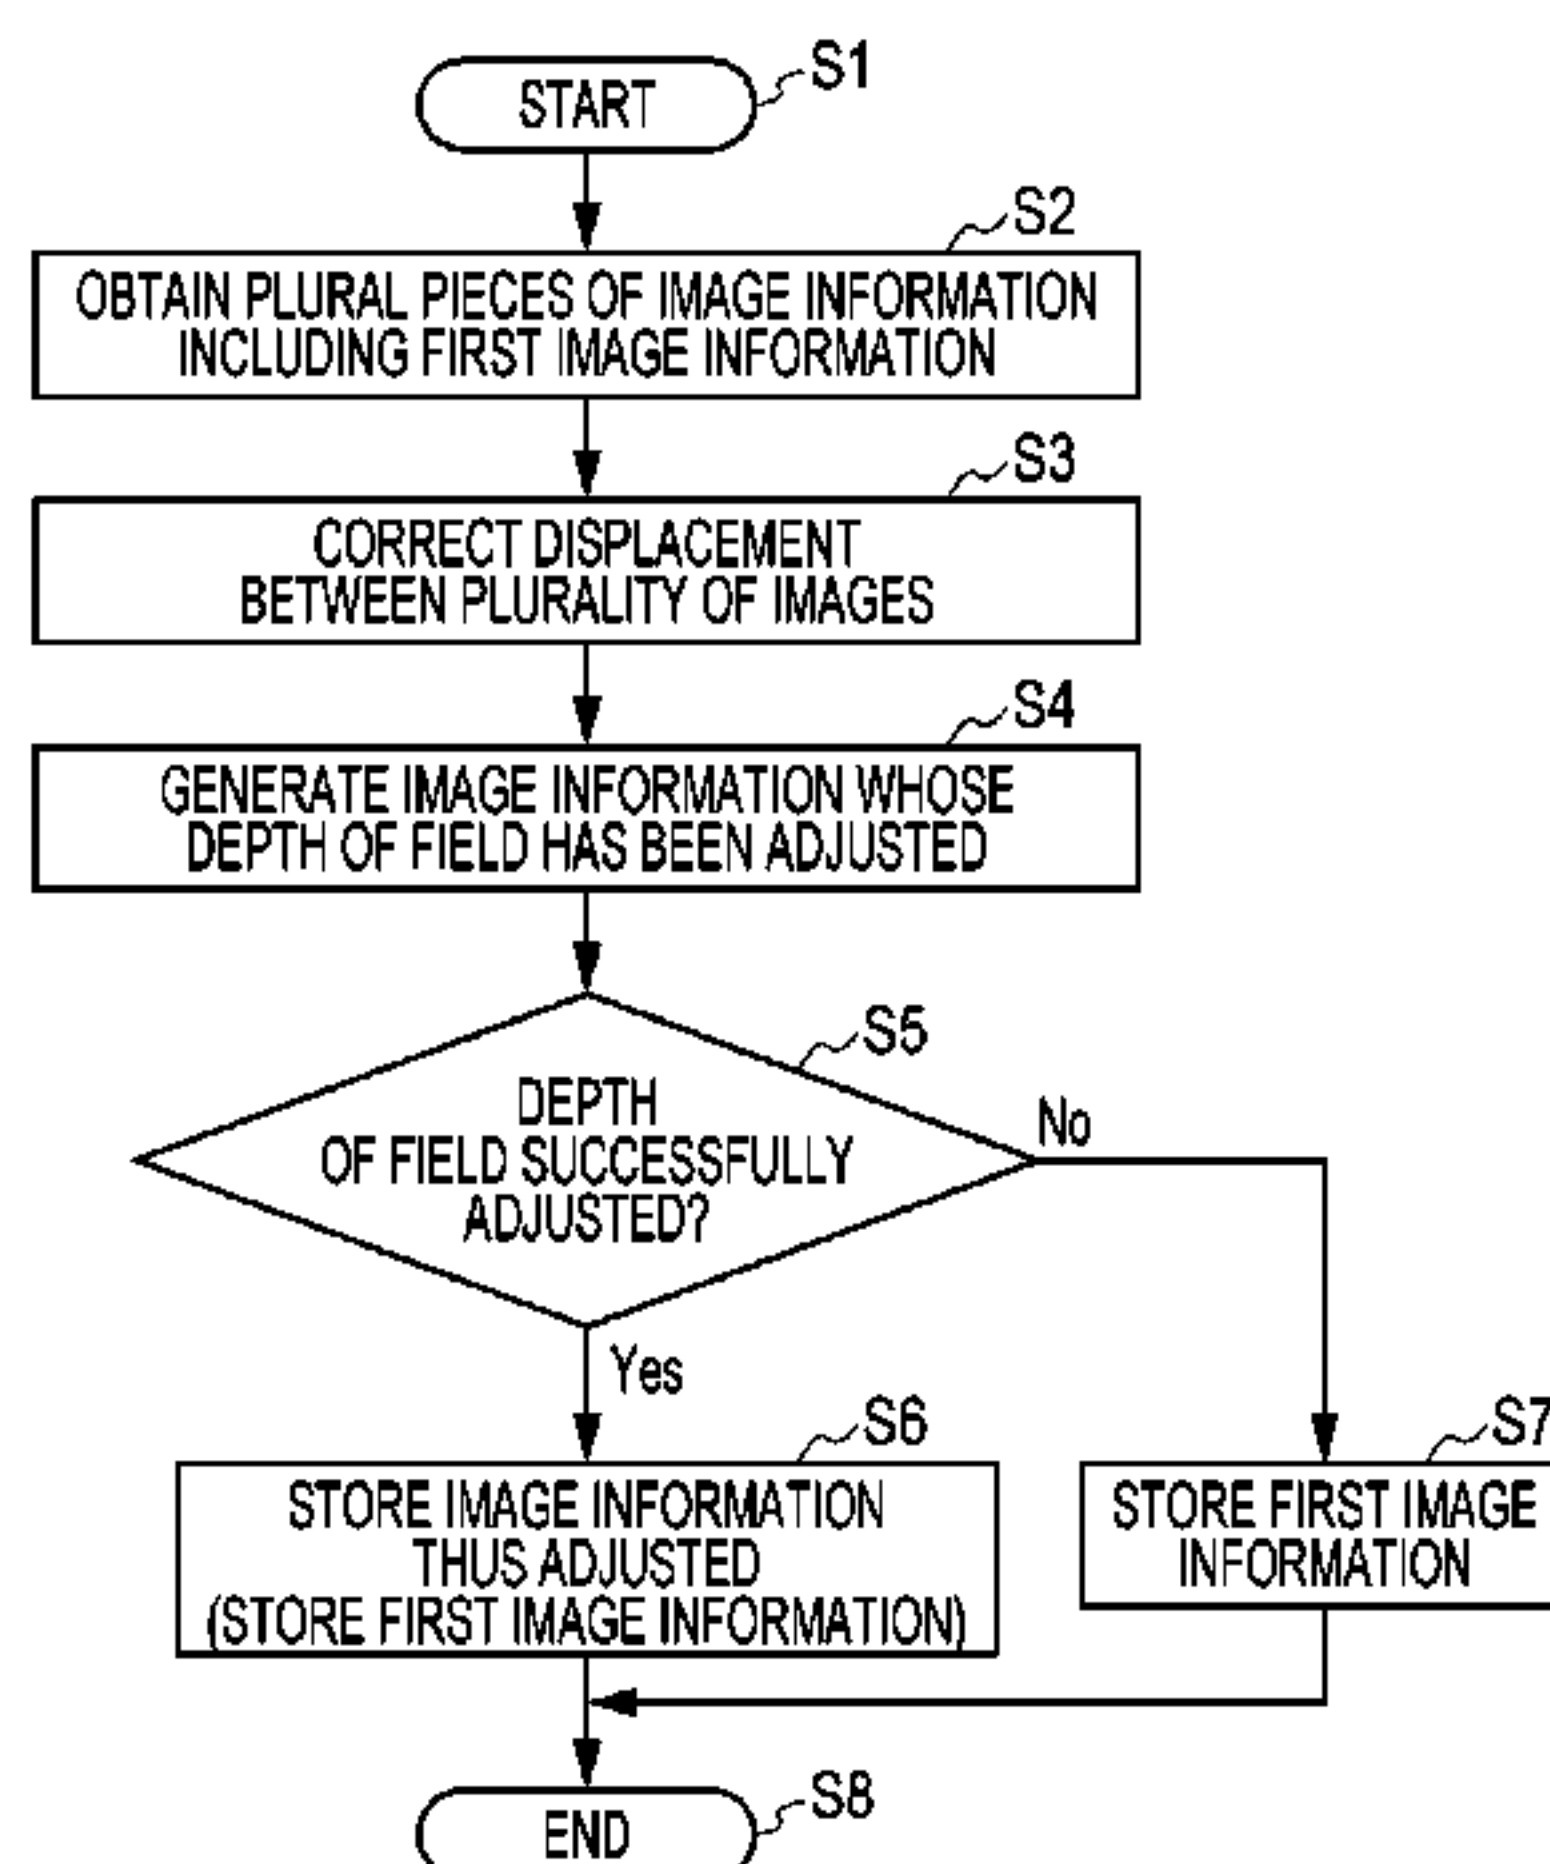 START
S1
S2
OBTAIN PLURAL PIECES OF IMAGE INFORMATION
INCLUDING FIRST IMAGE INFORMATION
S3
CORRECT DISPLACEMENT
BETWEEN PLURALITY OF IMAGES
S4
GENERATE IMAGE INFORMATION WHOSE
DEPTH OF FIELD HAS BEEN ADJUSTED
S5
DEPTH
OF FIELD SUCCESSFULLY
ADJUSTED?
No
Yes
S6
STORE IMAGE INFORMATION
THUS ADJUSTED
(STORE FIRST IMAGE INFORMATION)
S7
STORE FIRST IMAGE
INFORMATION
S8
END